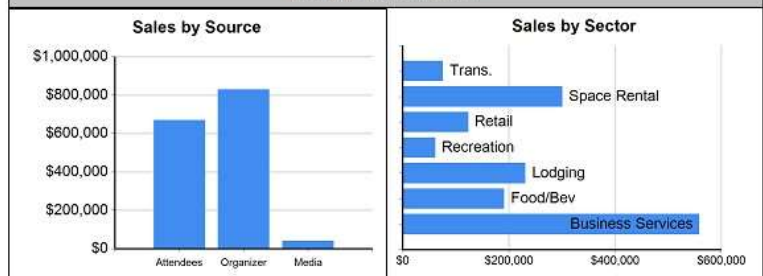 Sales by Source
$1,000,000
$800,000
$600,000
$400,000
$200,000
$0
Attendees Organizer Media
Sales by Sector
Trans.
Space Rental
Retail
Recreation
Lodging
Food/Bev
Business Services
$0 $200,000 $400,000 $600,000